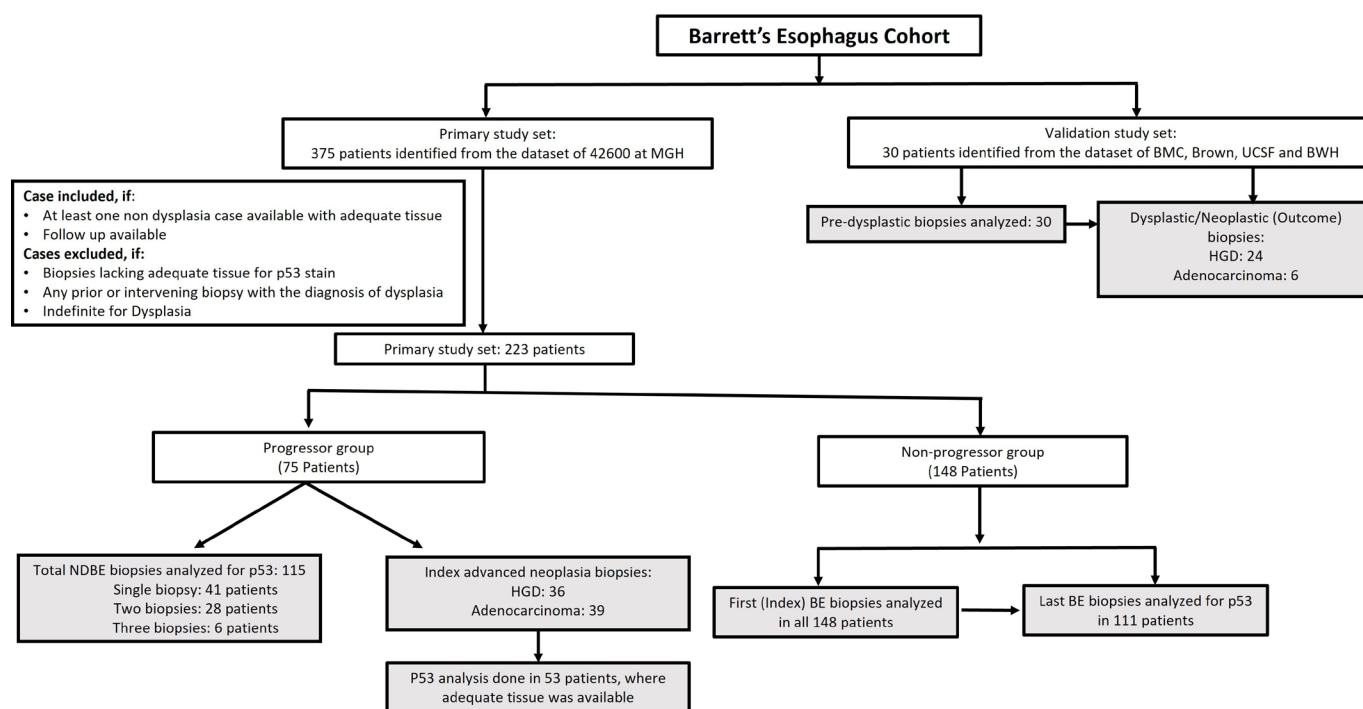 Barrett's Esophagus Cohort
Primary study set:
375 patients identified from the dataset of 42600 at MGH
Validation study set:
30 patients identified from the dataset of BMC, Brown, UCSF and BWH
Case included, if:
• At least one non dysplasia case available with adequate tissue
• Follow up available
Cases excluded, if:
• Biopsies lacking adequate tissue for p53 stain
• Any prior or intervening biopsy with the diagnosis of dysplasia
• Indefinite for Dysplasia
Pre-dysplastic biopsies analyzed: 30
Dysplastic/Neoplastic (Outcome)
biopsies:
HGD: 24
Adenocarcinoma: 6
Primary study set: 223 patients
Progressor group
(75 Patients)
Non-progressor group
(148 Patients)
Total NDBE biopsies analyzed for p53: 115
Single biopsy: 41 patients
Two biopsies: 28 patients
Three biopsies: 6 patients
Index advanced neoplasia biopsies:
HGD: 36
Adenocarcinoma: 39
First (Index) BE biopsies analyzed
in all 148 patients
Last BE biopsies analyzed for p53
in 111 patients
P53 analysis done in 53 patients, where
adequate tissue was available